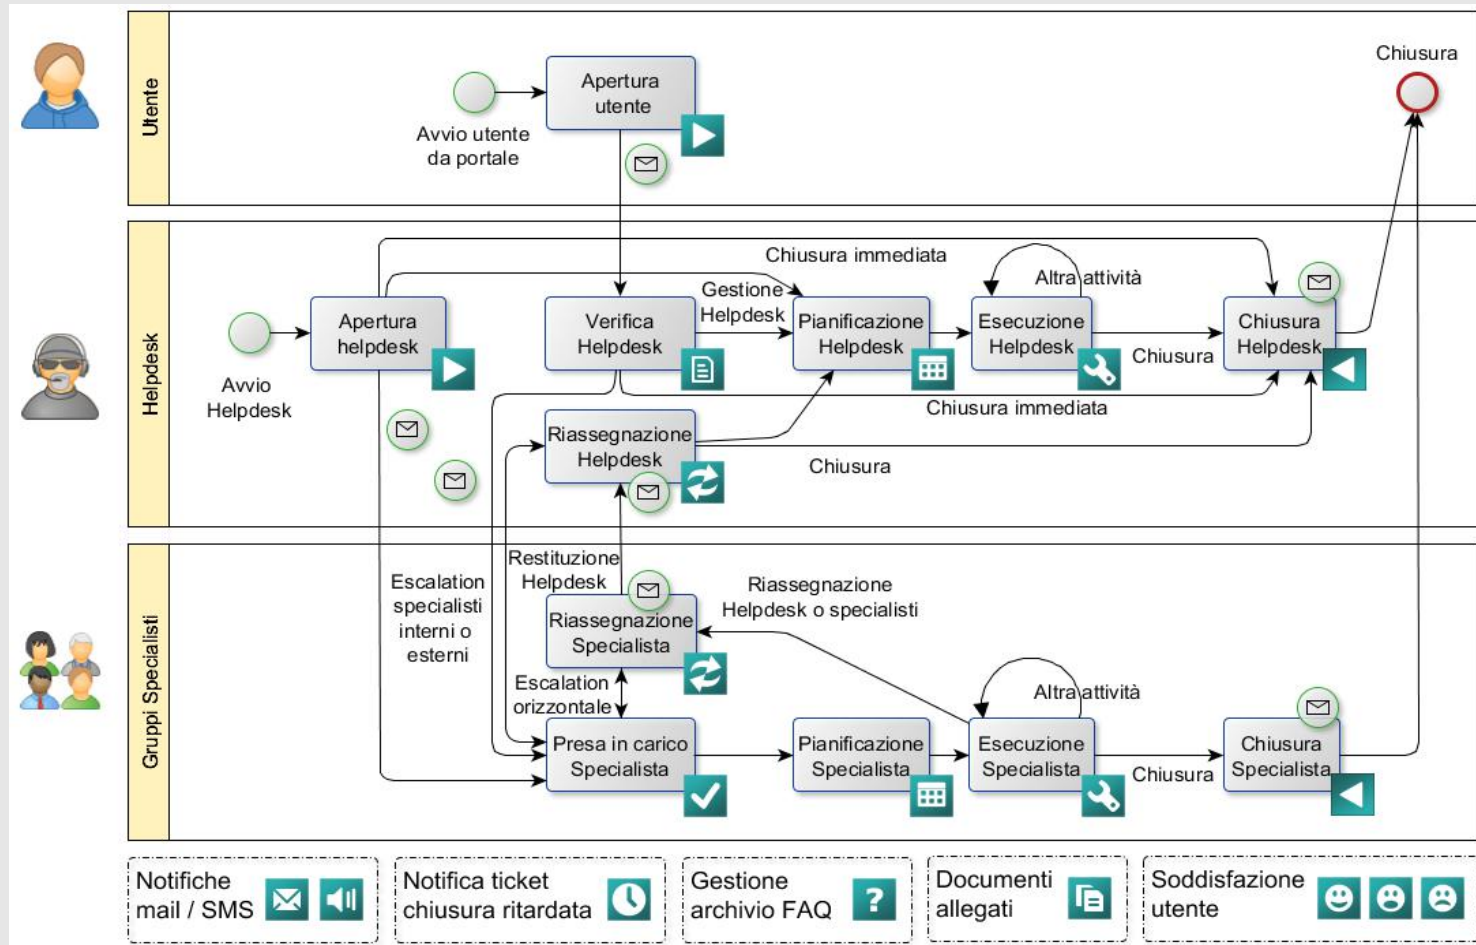 Utente
Avvio utente
da portale
Apertura
utente
Chiusura
Helpdesk
Avvio
Helpdesk
Apertura
helpdesk
Chiusura immediata
Verifica
Helpdesk
Gestione
Helpdesk
Pianificazione
Helpdesk
Altra attività
Esecuzione
Helpdesk
Chiusura
Chiusura
Helpdesk
Chiusura immediata
Riassegnazione
Helpdesk
Chiusura
Gruppi Specialisti
Escalation
specialisti
interni o
esterni
Restituzione
Helpdesk
Riassegnazione
Specialista
Riassegnazione
Helpdesk o specialisti
Escalation
orizzontale
Presa in carico
Specialista
Pianificazione
Specialista
Altra attività
Esecuzione
Specialista
Chiusura
Chiusura
Specialista
Notifiche
mail / SMS
Notifica ticket
chiusura ritardata
Gestione
archivio FAQ
?
Documenti
allegati
Soddisfazione
utente